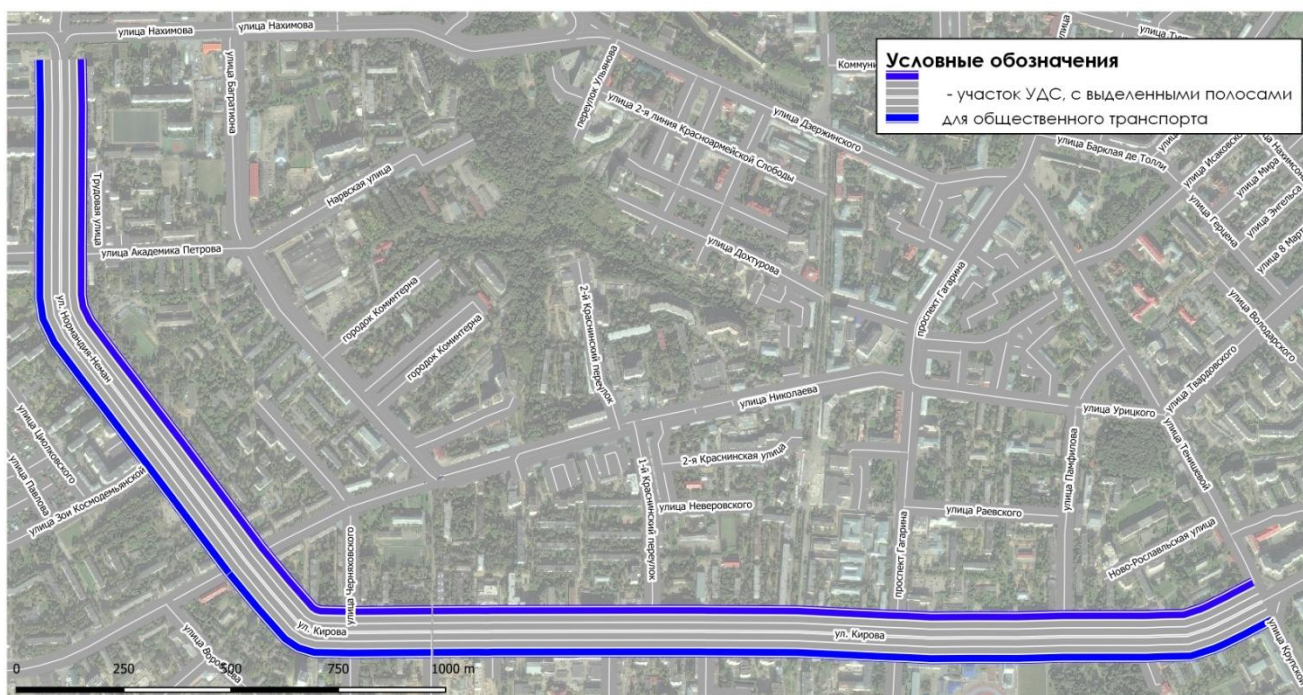 улица Нахимова
улица Нахимова
улица Багратиона
переулок Ульянова
Условные обозначения
- участок УДС, с выделенными полосами
для общественного транспорта
улица 2-я линия Красноармейской Слободы
улица Дзержинского
улица Барклая де Толли
улица Мира
улица Энгельса
улица 8 Март
улица Герцена
Нарвская улица
Трудовая улица
улица Академика Петрова
улица Дохтурова
городок Коминтерна
городок Коминтерна
2-й Краснинский переулок
проспект Гагарина
улица Володарского
улица Твардовского
ул. Нормандия-Неман
улица Николаева
улица Урицкого
улица Тенишевой
улица Циолковского
улица Павлова
улица Зои Космодемьянской
2-я Краснинская улица
1-й Краснинский переулок
улица Памфилова
улица Неверовского
улица Раевского
Ново-Рославльская улица
улица Черняховского
проспект Гагарина
ул. Кирова
ул. Кирова
улица Воробьева
улица Крупской
0 250 500 750 1000 m